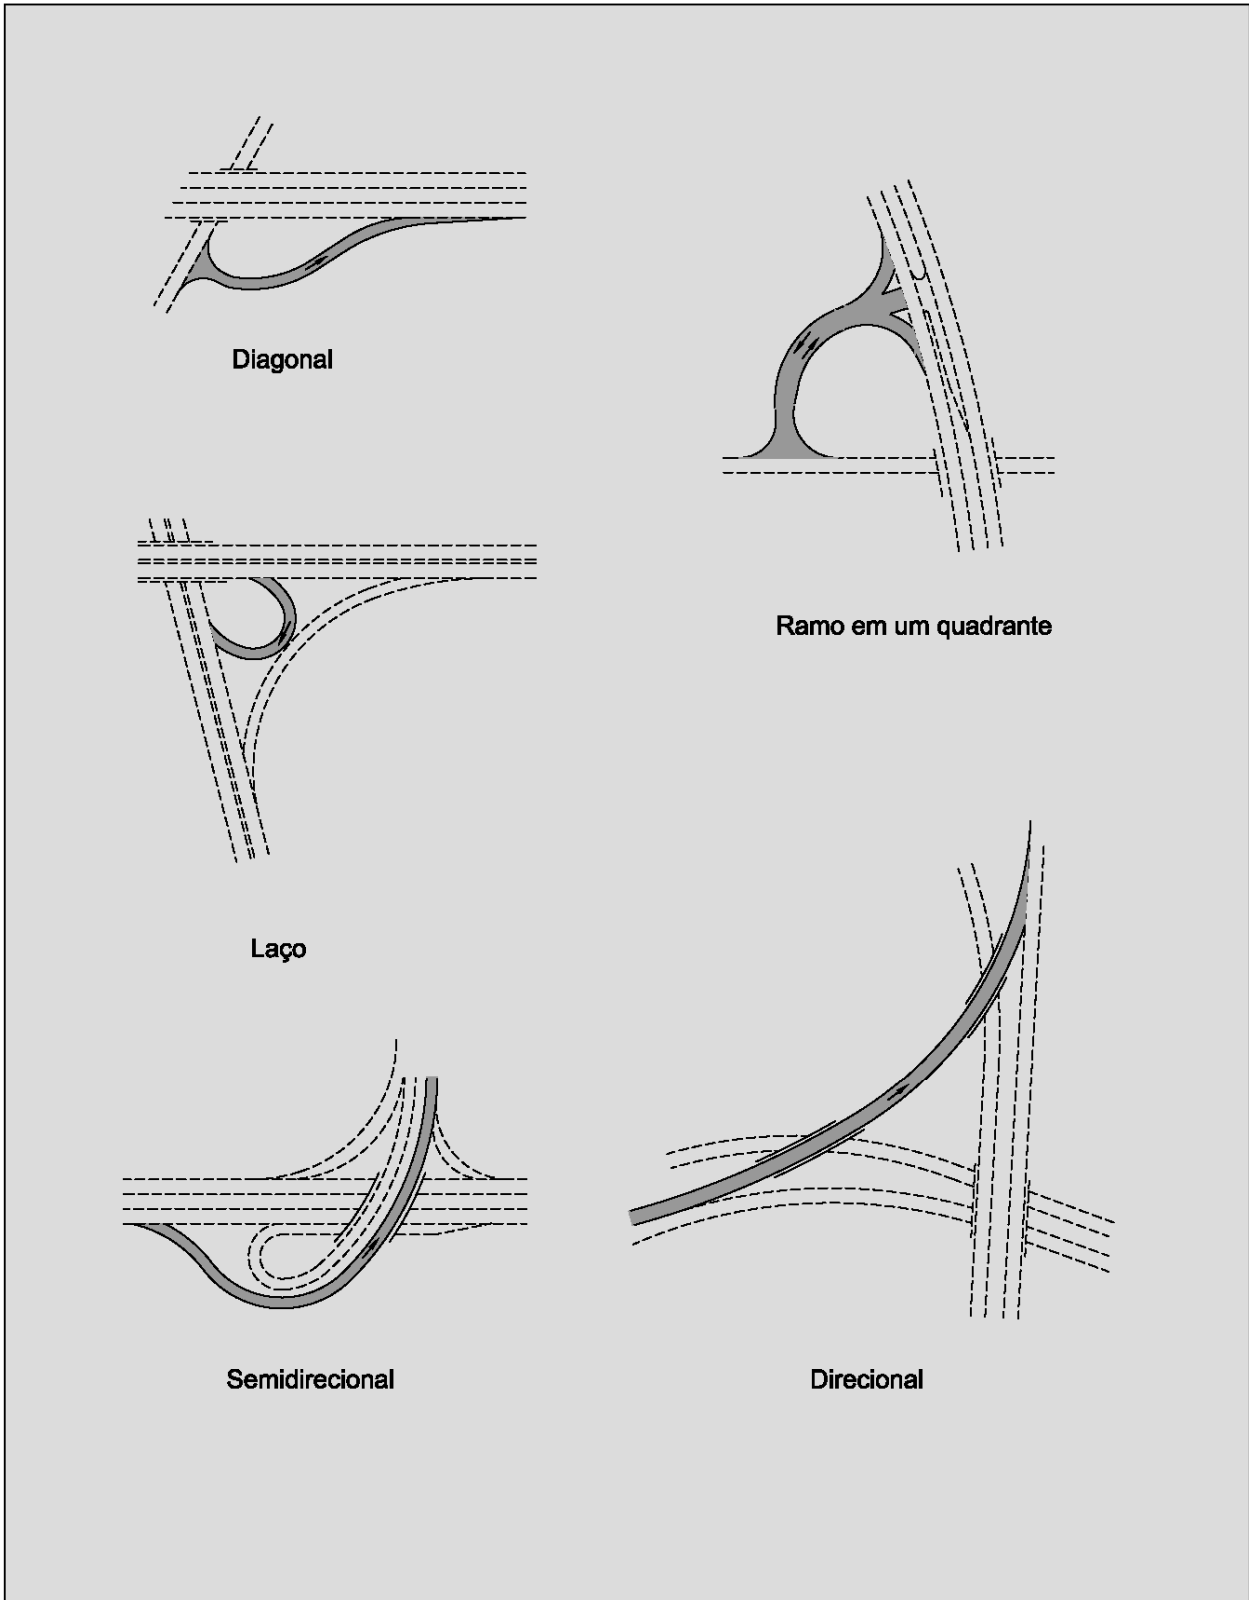 Diagonal
Ramo em um quadrante
Laço
Semidirecional
Direcional